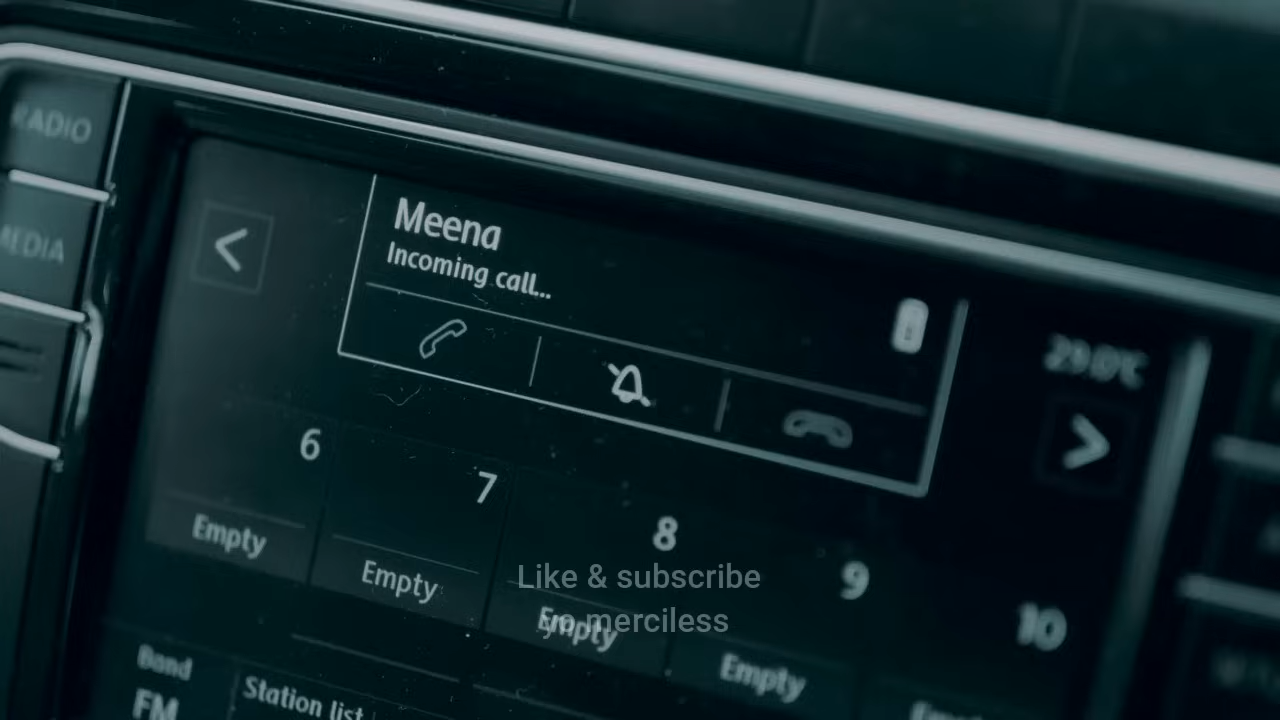 RADIO
MEDIA
Meena
Incoming call...
29.0°C
6
7
8
9
10
Empty
Empty
Empty
Empty
Like & subscribe
merciless
Band
FM
Station list